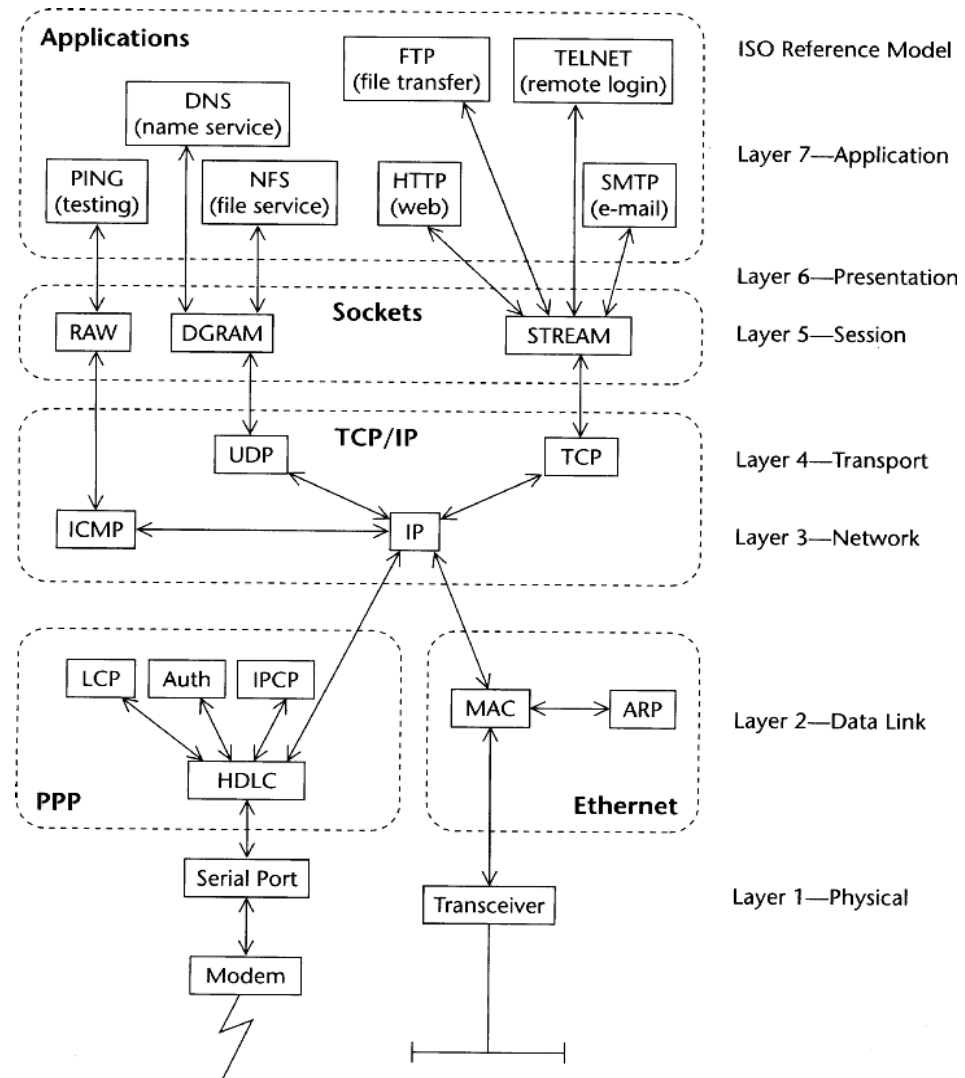 Applications
ISO Reference Model
FTP
(file transfer)
TELNET
(remote login)
DNS
(name service)
Layer 7—Application
PING
(testing)
NFS
(file service)
HTTP
(web)
SMTP
(e-mail)
Layer 6—Presentation
Sockets
RAW
DGRAM
STREAM
Layer 5—Session
TCP/IP
UDP
TCP
Layer 4—Transport
ICMP
IP
Layer 3—Network
LCP
Auth
IPCP
MAC
ARP
Layer 2—Data Link
HDLC
PPP
Ethernet
Serial Port
Transceiver
Layer 1—Physical
Modem